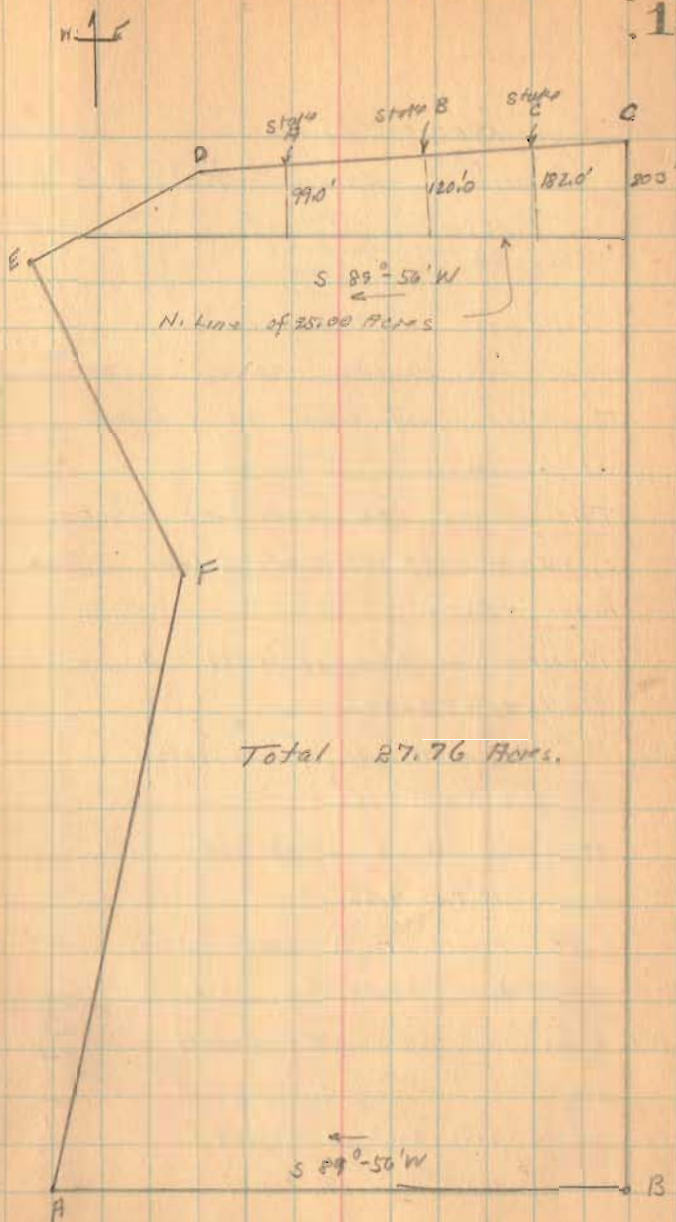 1
W. E
Stake A
Stake B
Stake C
C
D
99.0'
120.0
182.0'
203'
E
S 89°-56' W
N. Line of 25.00 Acres
F
Total 27.76 Acres.
S 89°-56' W
A
B